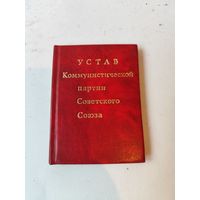 УСТАВ
Коммунистической
партии
Советского
Союза